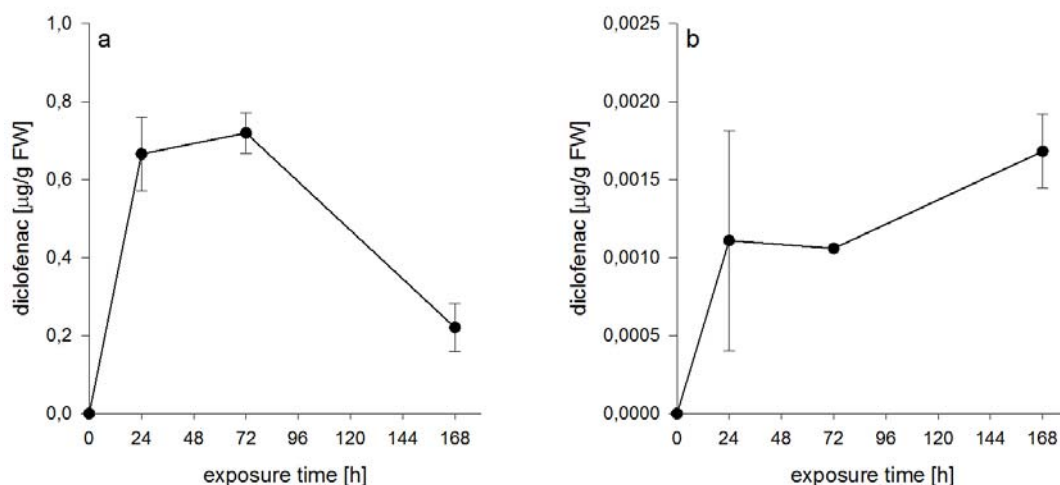 a
1,0
0,8
0,6
0,4
0,2
0,0
diclofenac [µg/g FW]
0 24 72 96 120 144 168
exposure time [h]
b
0,0025
0,0020
0,0015
0,0010
0,0005
0,0000
diclofenac [µg/g FW]
0 24 72 96 120 144 168
exposure time [h]